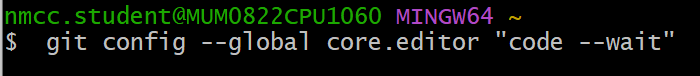 nmcc.student@MUM0822CPU1060 MINGW64 ~
$  git config --global core.editor "code --wait"